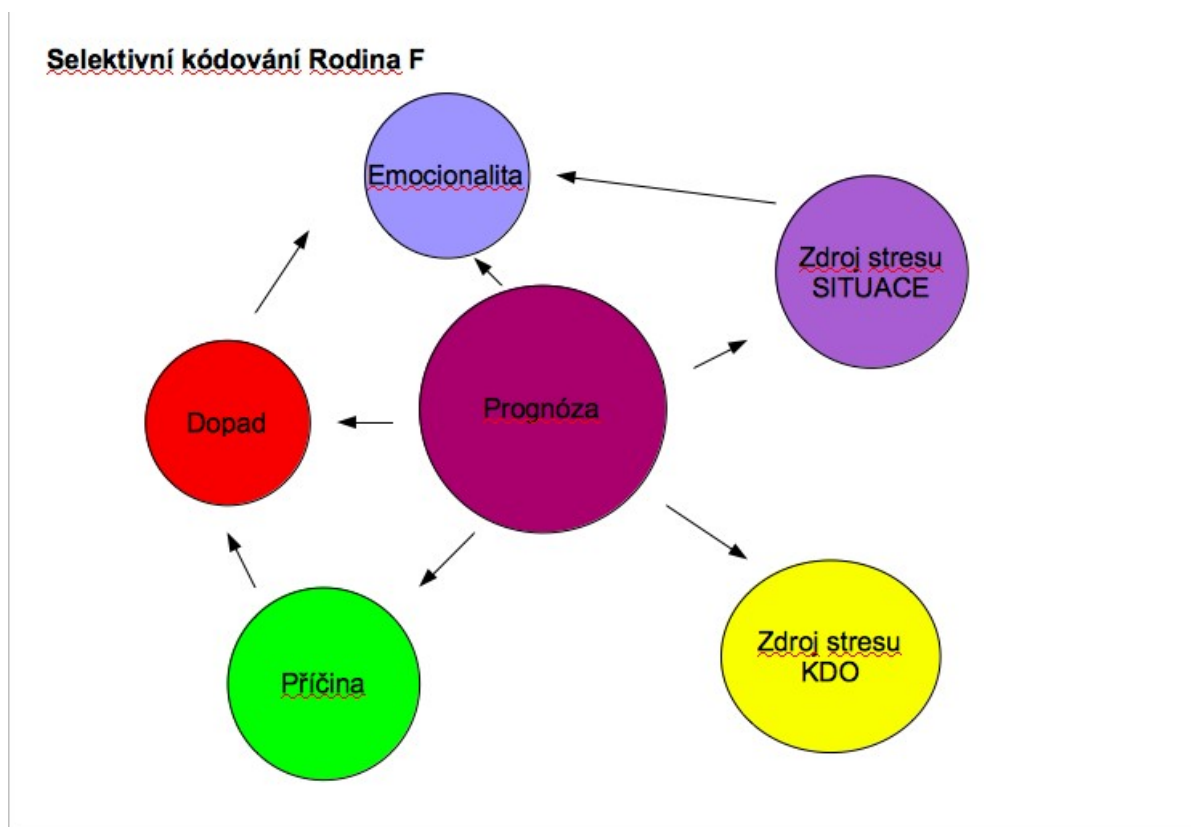 Selektivní kódování Rodina F
Emocionalita
Zdroj stresu
SITUACE
Prognóza
Dopad
Zdroj stresu
KDO
Příčina